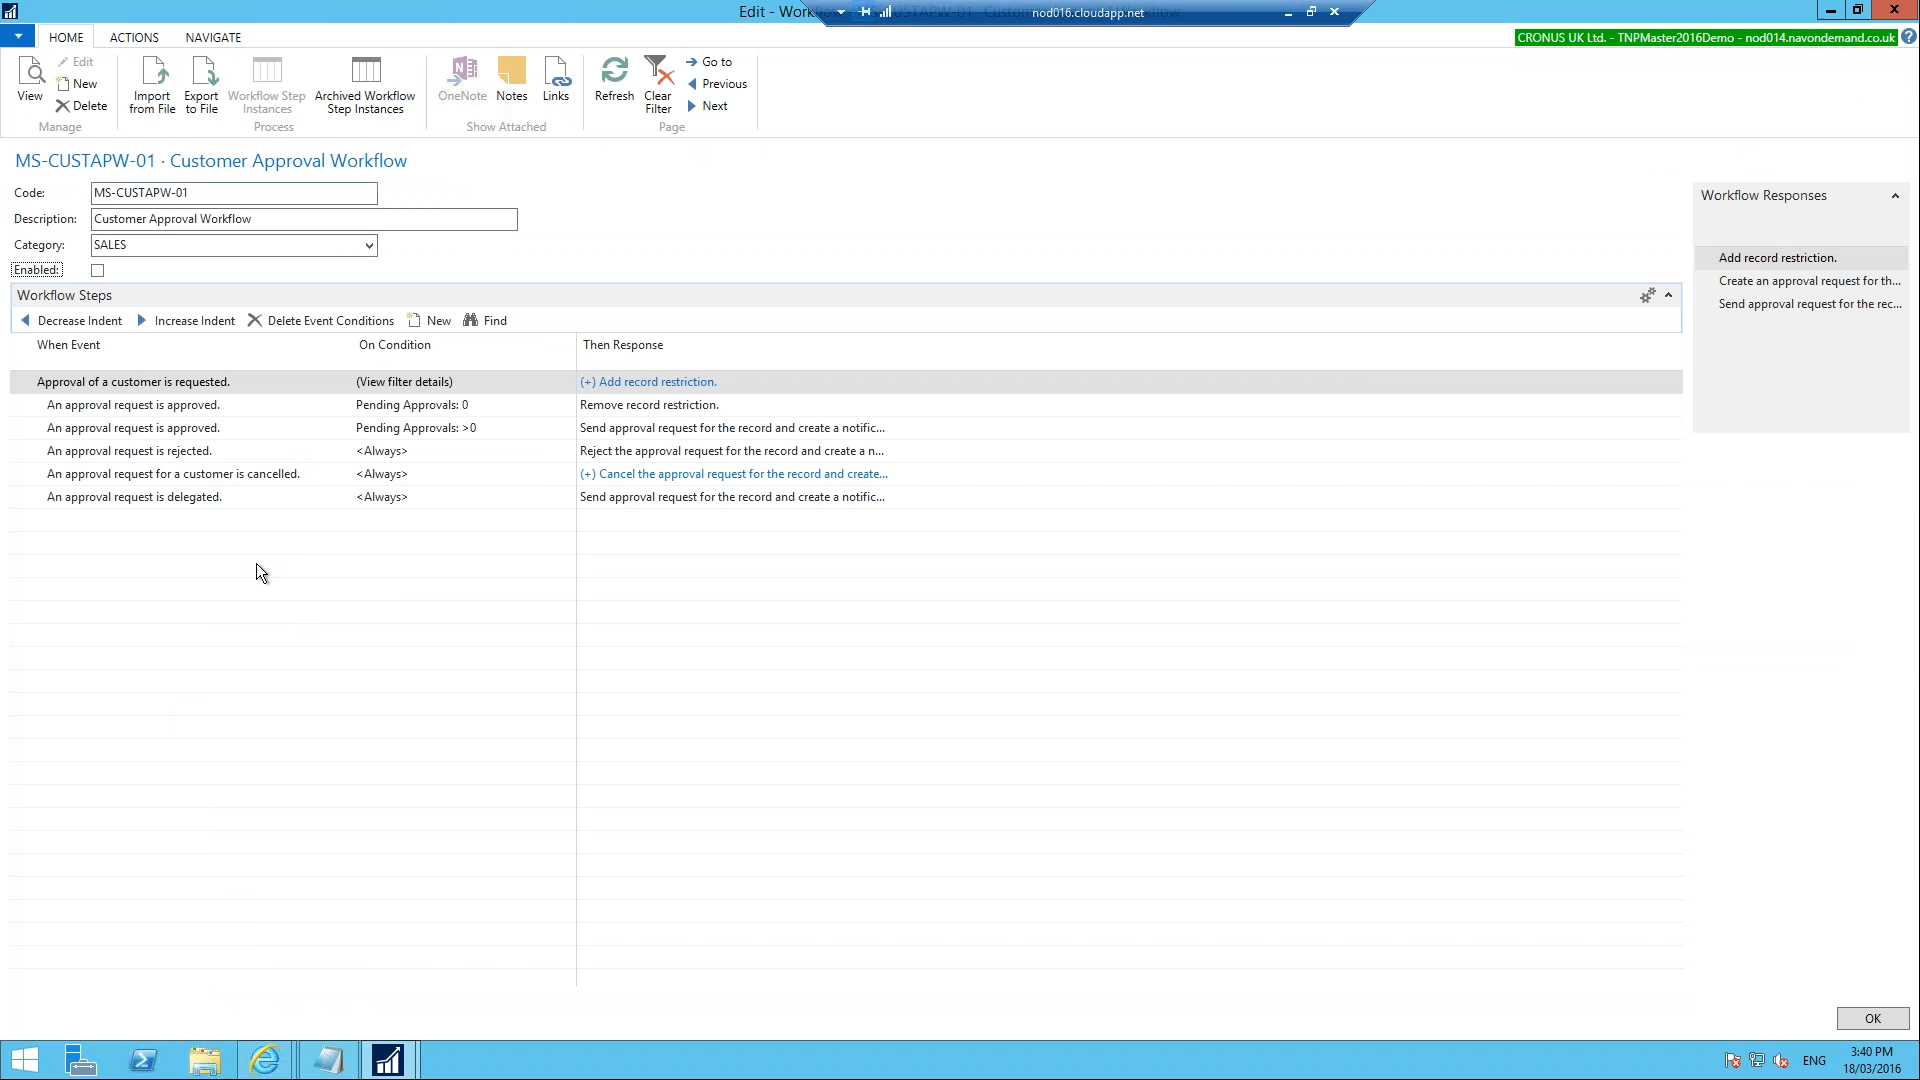 Edit - Workflow
nod016.cloudapp.net
HOME ACTIONS NAVIGATE
CRONUS UK Ltd. - TNPMaster2016Demo - nod014.navondemand.co.uk
View
Edit
New
Delete
Manage
Import from File
Export to File
Workflow Step Instances
Archived Workflow Step Instances
Process
OneNote
Notes
Links
Show Attached
Refresh
Clear Filter
Go to
Previous
Next
Page
MS-CUSTAPW-01 · Customer Approval Workflow
Code: MS-CUSTAPW-01
Description: Customer Approval Workflow
Category: SALES
Enabled:
Workflow Steps
Decrease Indent Increase Indent Delete Event Conditions New Find
When Event On Condition Then Response
Approval of a customer is requested. (View filter details) (+) Add record restriction.
An approval request is approved. Pending Approvals: 0 Remove record restriction.
An approval request is approved. Pending Approvals: >0 Send approval request for the record and create a notific...
An approval request is rejected. <Always> Reject the approval request for the record and create a n...
An approval request for a customer is cancelled. <Always> (+) Cancel the approval request for the record and create...
An approval request is delegated. <Always> Send approval request for the record and create a notific...
Workflow Responses
Add record restriction.
Create an approval request for th...
Send approval request for the rec...
OK
ENG
3:40 PM
18/03/2016